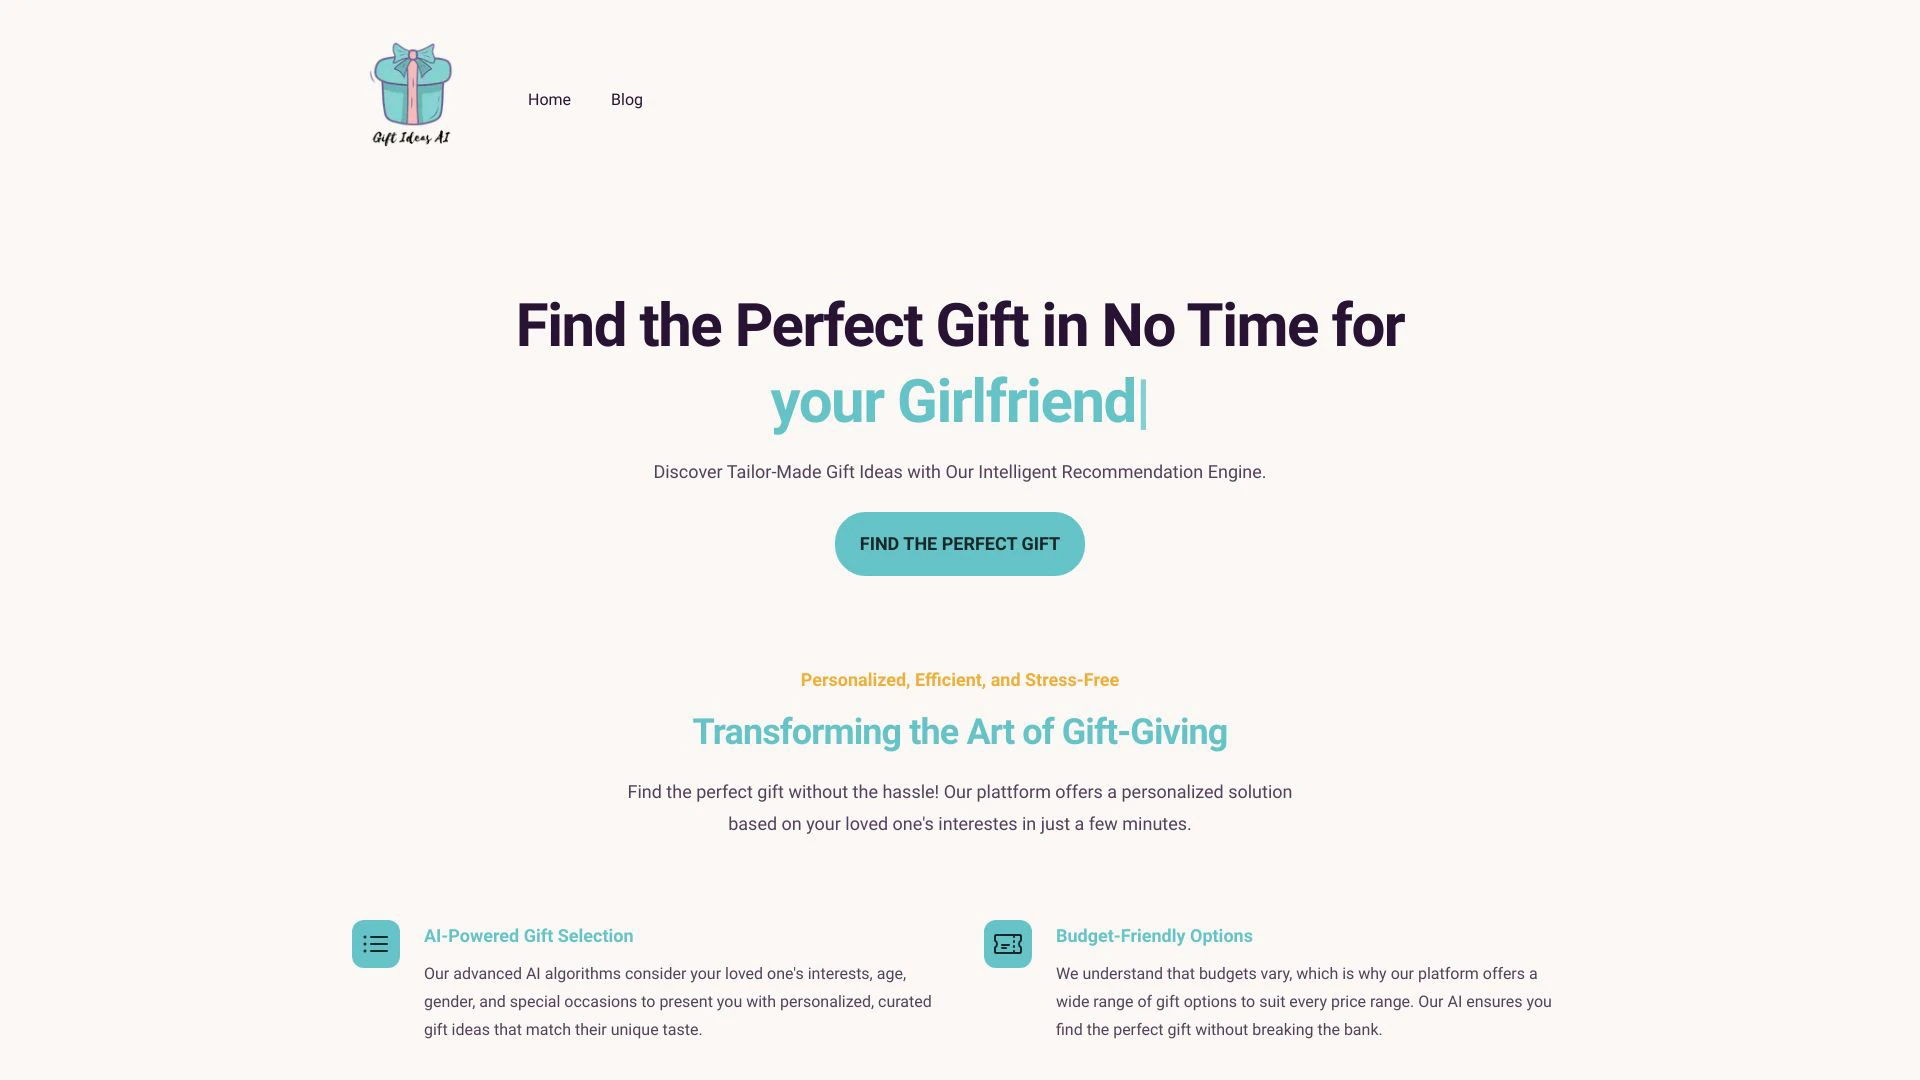 Gift Ideas AI
Home
Blog
Find the Perfect Gift in No Time for
your Girlfriend|
Discover Tailor-Made Gift Ideas with Our Intelligent Recommendation Engine.
FIND THE PERFECT GIFT
Personalized, Efficient, and Stress-Free
Transforming the Art of Gift-Giving
Find the perfect gift without the hassle! Our plattform offers a personalized solution
based on your loved one's interestes in just a few minutes.
AI-Powered Gift Selection
Our advanced AI algorithms consider your loved one's interests, age,
gender, and special occasions to present you with personalized, curated
gift ideas that match their unique taste.
Budget-Friendly Options
We understand that budgets vary, which is why our platform offers a
wide range of gift options to suit every price range. Our AI ensures you
find the perfect gift without breaking the bank.